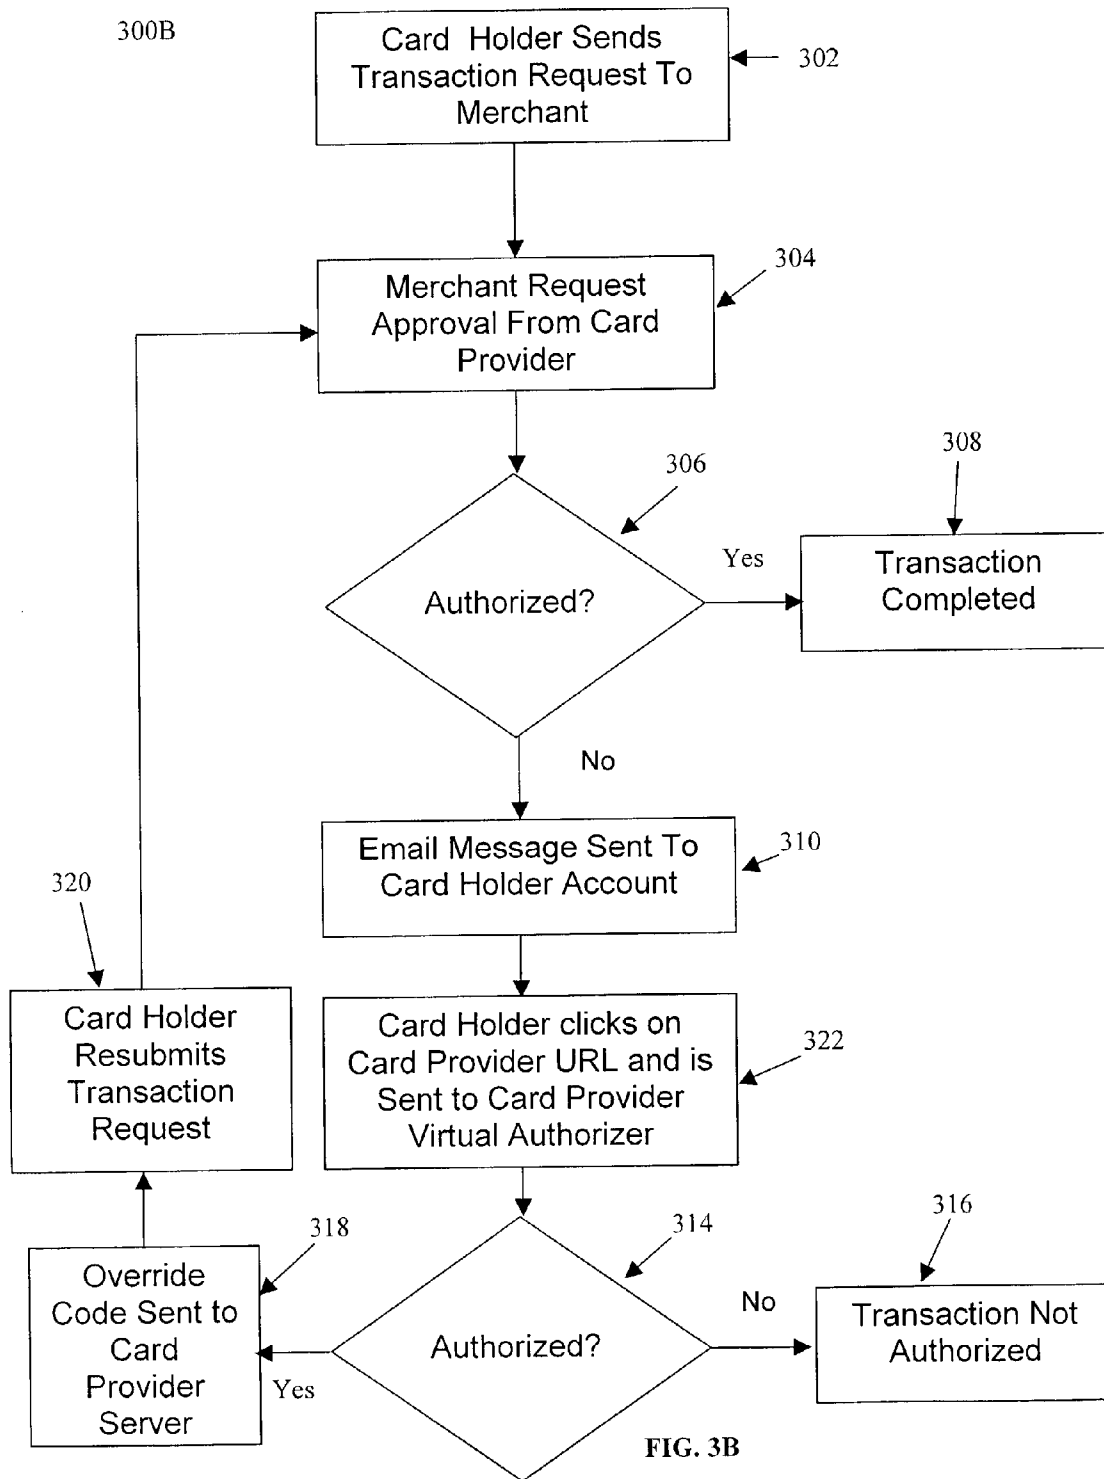 300B
Card Holder Sends
Transaction Request To
Merchant
302
304
Merchant Request
Approval From Card
Provider
308
306
Yes
Transaction
Completed
Authorized?
No
310
Email Message Sent To
Card Holder Account
320
Card Holder
Resubmits
Transaction
Request
Card Holder clicks on
Card Provider URL and is
Sent to Card Provider
Virtual Authorizer
322
316
314
318
Override
Code Sent to
Card
Provider
Server
Yes
Authorized?
No
Transaction Not
Authorized
FIG. 3B